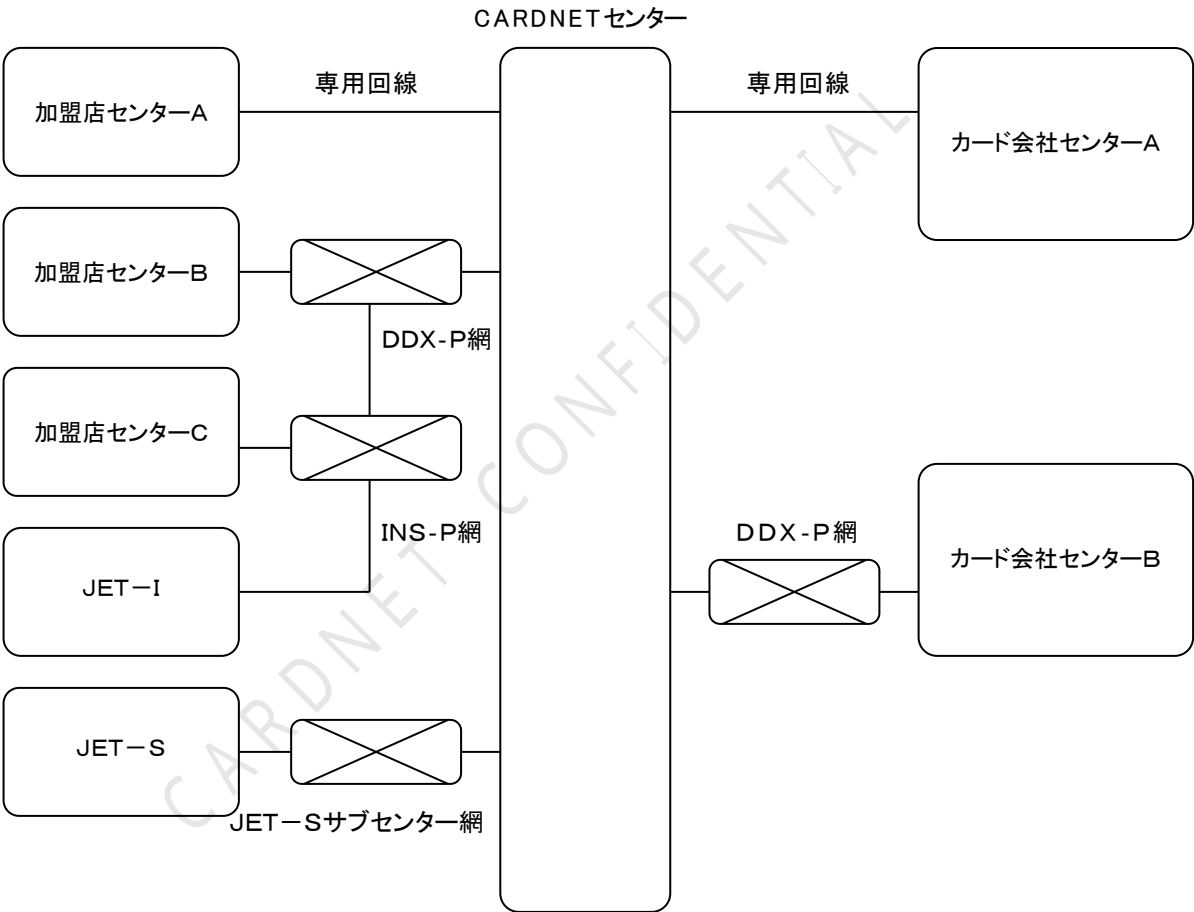 CARDNETセンター
加盟店センターA
専用回線
専用回線
カード会社センターA
加盟店センターB
DDX-P網
加盟店センターC
INS-P網
DDX-P網
カード会社センターB
JET－I
JET－S
JET－Sサブセンター網
CARDNET CONFIDENTIAL